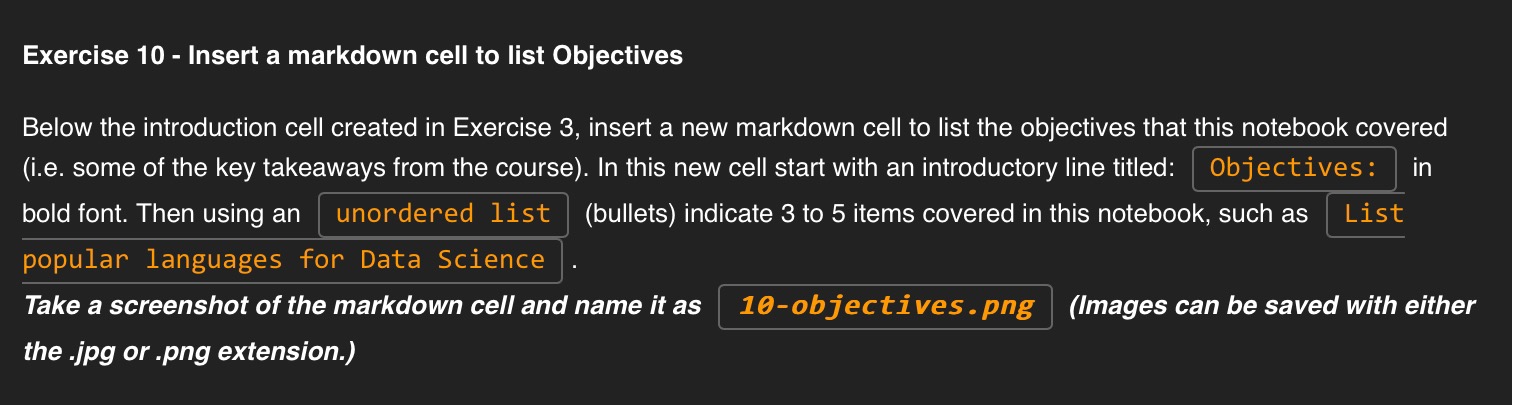 Exercise 10 - Insert a markdown cell to list Objectives
Below the introduction cell created in Exercise 3, insert a new markdown cell to list the objectives that this notebook covered
(i.e. some of the key takeaways from the course). In this new cell start with an introductory line titled: Objectives: in
bold font. Then using an unordered list (bullets) indicate 3 to 5 items covered in this notebook, such as List
popular languages for Data Science .
Take a screenshot of the markdown cell and name it as 10-objectives.png (Images can be saved with either
the .jpg or .png extension.)